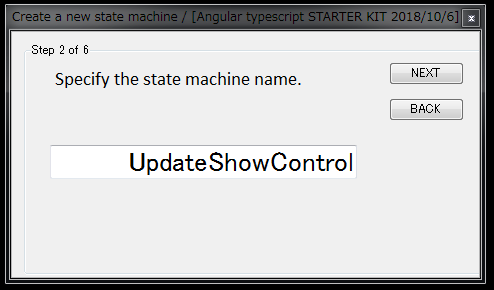 Create a new state machine / [Angular typescript STARTER KIT 2018/10/6]
x
Step 2 of 6
Specify the state machine name.
NEXT
BACK
UpdateShowControl